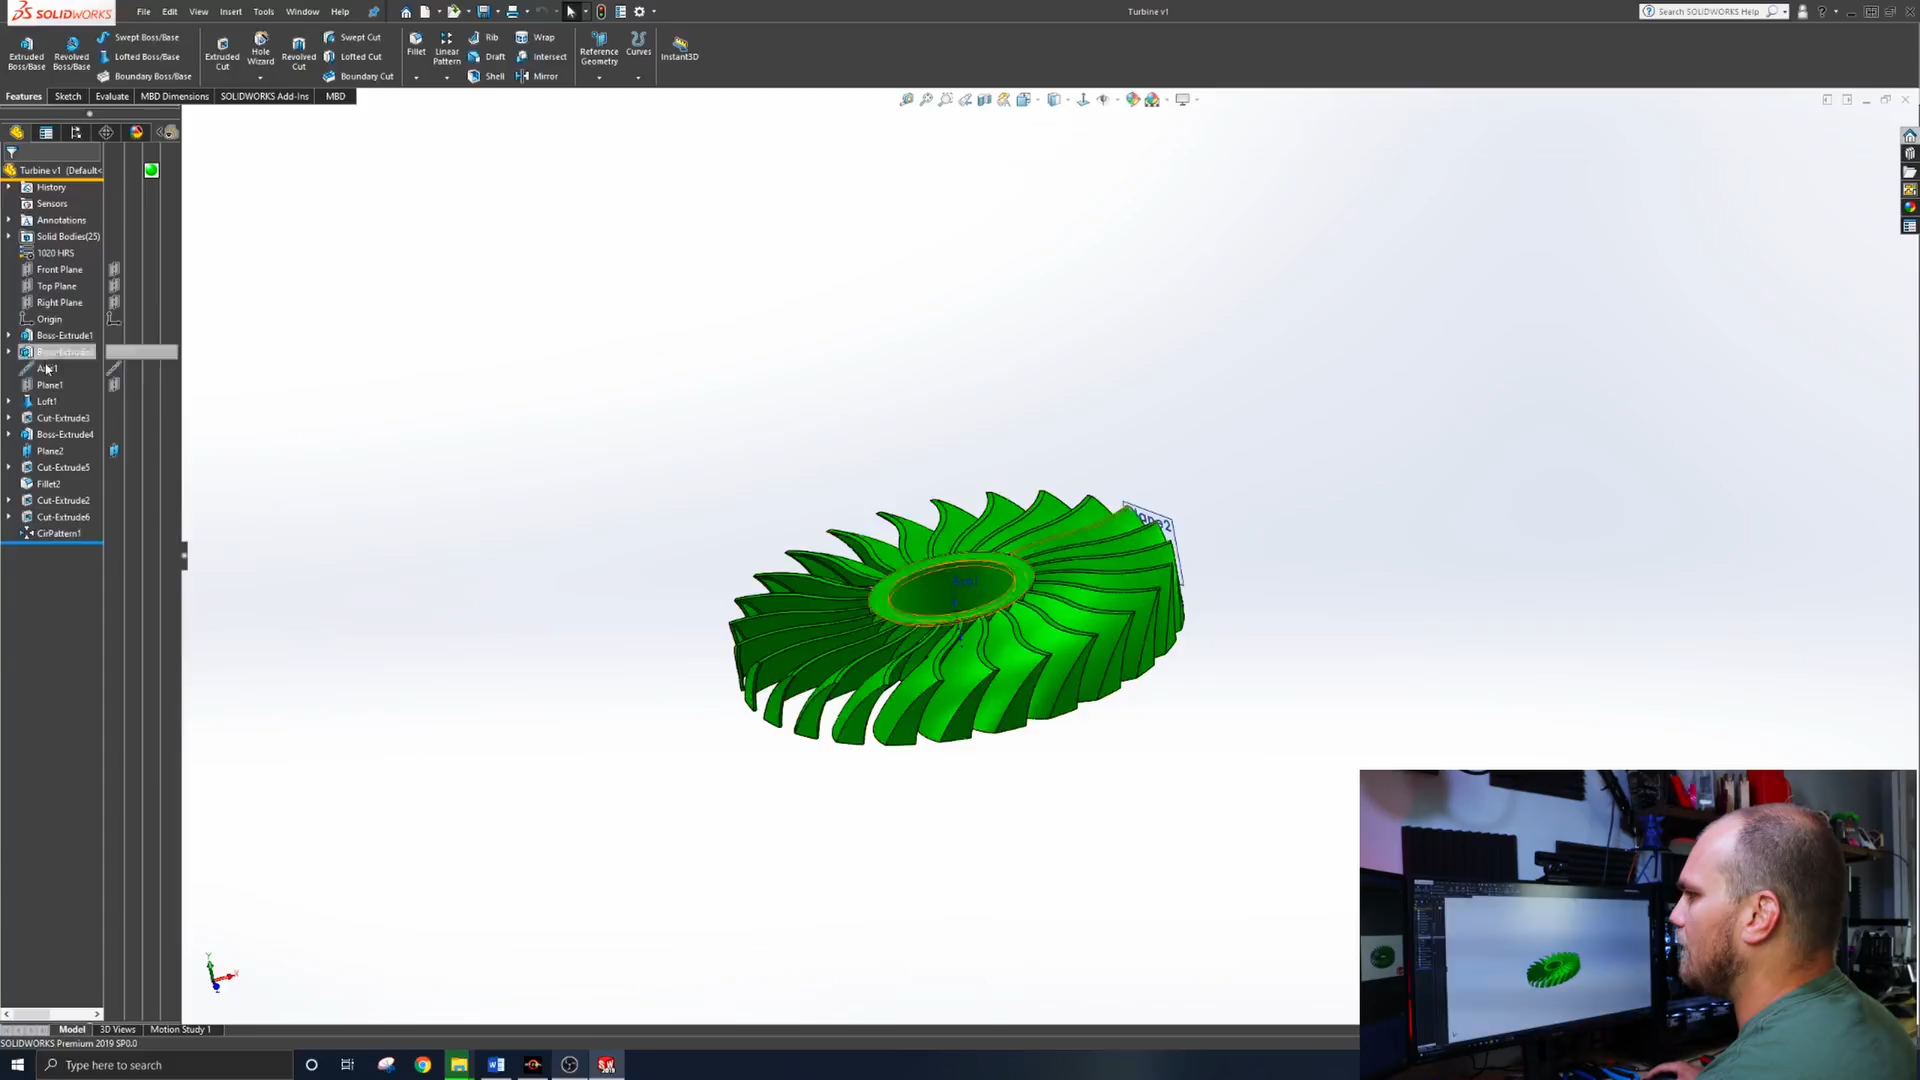 SOLIDWORKS
File Edit View Insert Tools Window Help
Turbine v1
Search SOLIDWORKS Help
Extruded Boss/Base
Revolved Boss/Base
Swept Boss/Base
Lofted Boss/Base
Boundary Boss/Base
Extruded Cut
Hole Wizard
Revolved Cut
Swept Cut
Lofted Cut
Boundary Cut
Fillet
Linear Pattern
Rib
Draft
Shell
Wrap
Intersect
Mirror
Reference Geometry
Curves
Instant3D
Features Sketch Evaluate MBD Dimensions SOLIDWORKS Add-Ins MBD
Turbine v1 (Default<
History
Sensors
Annotations
Solid Bodies(25)
1020 HRS
Front Plane
Top Plane
Right Plane
Origin
Boss-Extrude1
Plane1
Loft1
Cut-Extrude3
Boss-Extrude4
Plane2
Cut-Extrude5
Fillet2
Cut-Extrude2
Cut-Extrude6
CirPattern1
Model 3D Views Motion Study 1
SOLIDWORKS Premium 2019 SP0.0
Type here to search